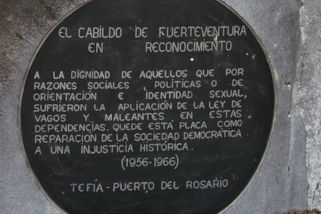 EL CABILDO DE FUERTEVENTURA
EN RECONOCIMIENTO
A LA DIGNIDAD DE AQUELLOS QUE POR
RAZONES SOCIALES, POLÍTICAS O DE
ORIENTACIÓN E IDENTIDAD SEXUAL,
SUFRIERON LA APLICACIÓN DE LA LEY DE
VAGOS Y MALEANTES EN ESTAS
DEPENDENCIAS. QUEDE ESTA PLACA COMO
REPARACIÓN DE LA SOCIEDAD DEMOCRÁTICA
A UNA INJUSTICIA HISTÓRICA.
(1956-1966)
TEFÍA-PUERTO DEL ROSARIO